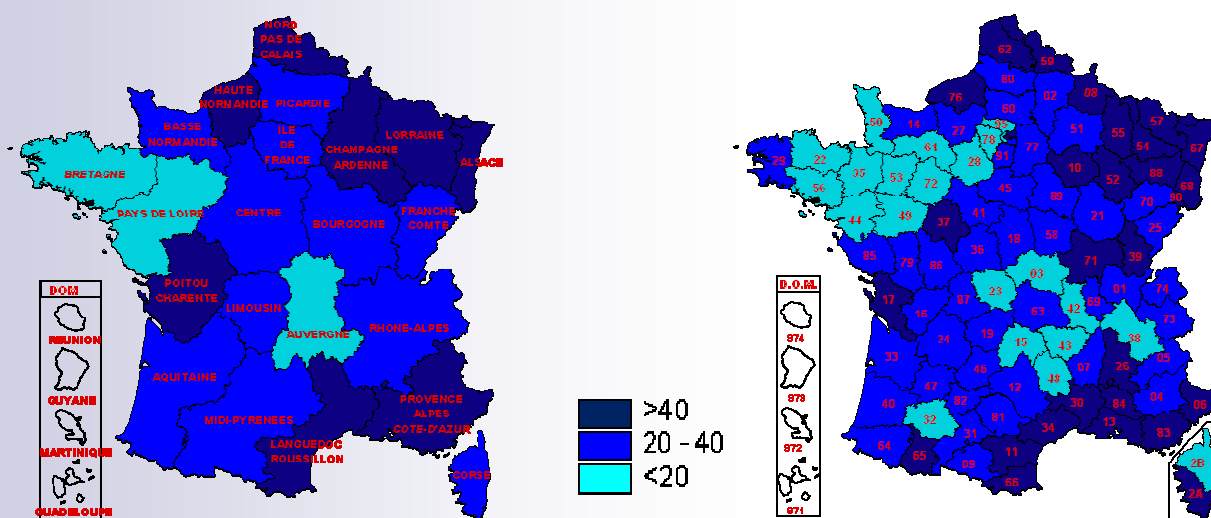 NORD
PAS DE
CALAIS
HAUTE
NORMANDIE
PICARDIE
BASSE
NORMANDIE
ILE
DE
FRANCE
CHAMPAGNE
ARDENNE
LORRAINE
ALSACE
BRETAGNE
PAYS DE LOIRE
CENTRE
BOURGOGNE
FRANCHE
COMTE
POITOU
CHARENTE
LIMOUSIN
AUVERGNE
RHONE-ALPES
AQUITAINE
MIDI-PYRENEES
LANGUEDOC
ROUSSILLON
PROVENCE
ALPES
COTE-D'AZUR
CORSE
DOM
REUNION
GUYANE
MARTINIQUE
GUADELOUPE
>40
20 - 40
<20
62
59
80
76
02
08
60
50
14
27
95
78
77
51
55
57
54
67
61
28
91
10
88
52
68
90
29
22
35
53
72
56
44
49
37
41
45
89
21
70
25
85
79
86
36
18
58
71
39
03
23
17
16
87
63
42
69
01
74
73
38
33
24
19
15
43
05
26
07
48
46
47
40
32
82
12
30
84
04
06
81
31
34
13
83
64
65
09
11
66
2B
2A
D.O.M.
974
973
972
971